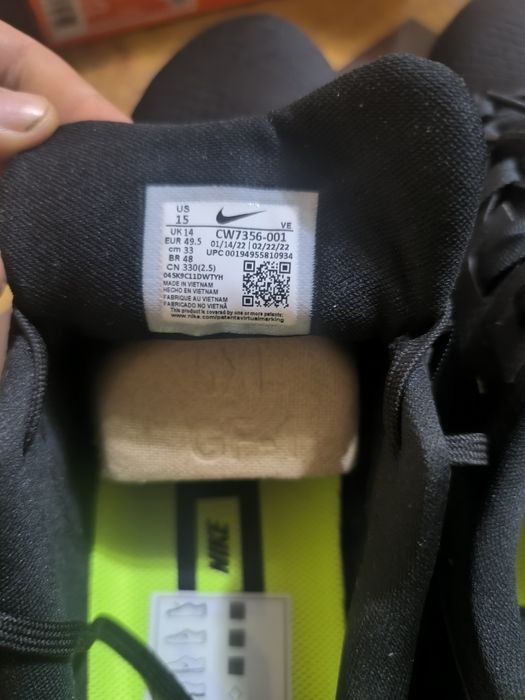 US
15
VE
UK 14
CW7356-001
EUR 49.5
01/14/22 | 02/22/22
cm 33
UPC 00194955810934
BR 48
CN 330(2.5)
045K9C11DWTYH
MADE IN VIETNAM
HECHO EN VIETNAM
FABRIQUE AU VIETNAM
FABRICADO NO VIETNÃ
This product is covered by one or more patents:
www.nike.com/patentsvirtualmarking
NIKE